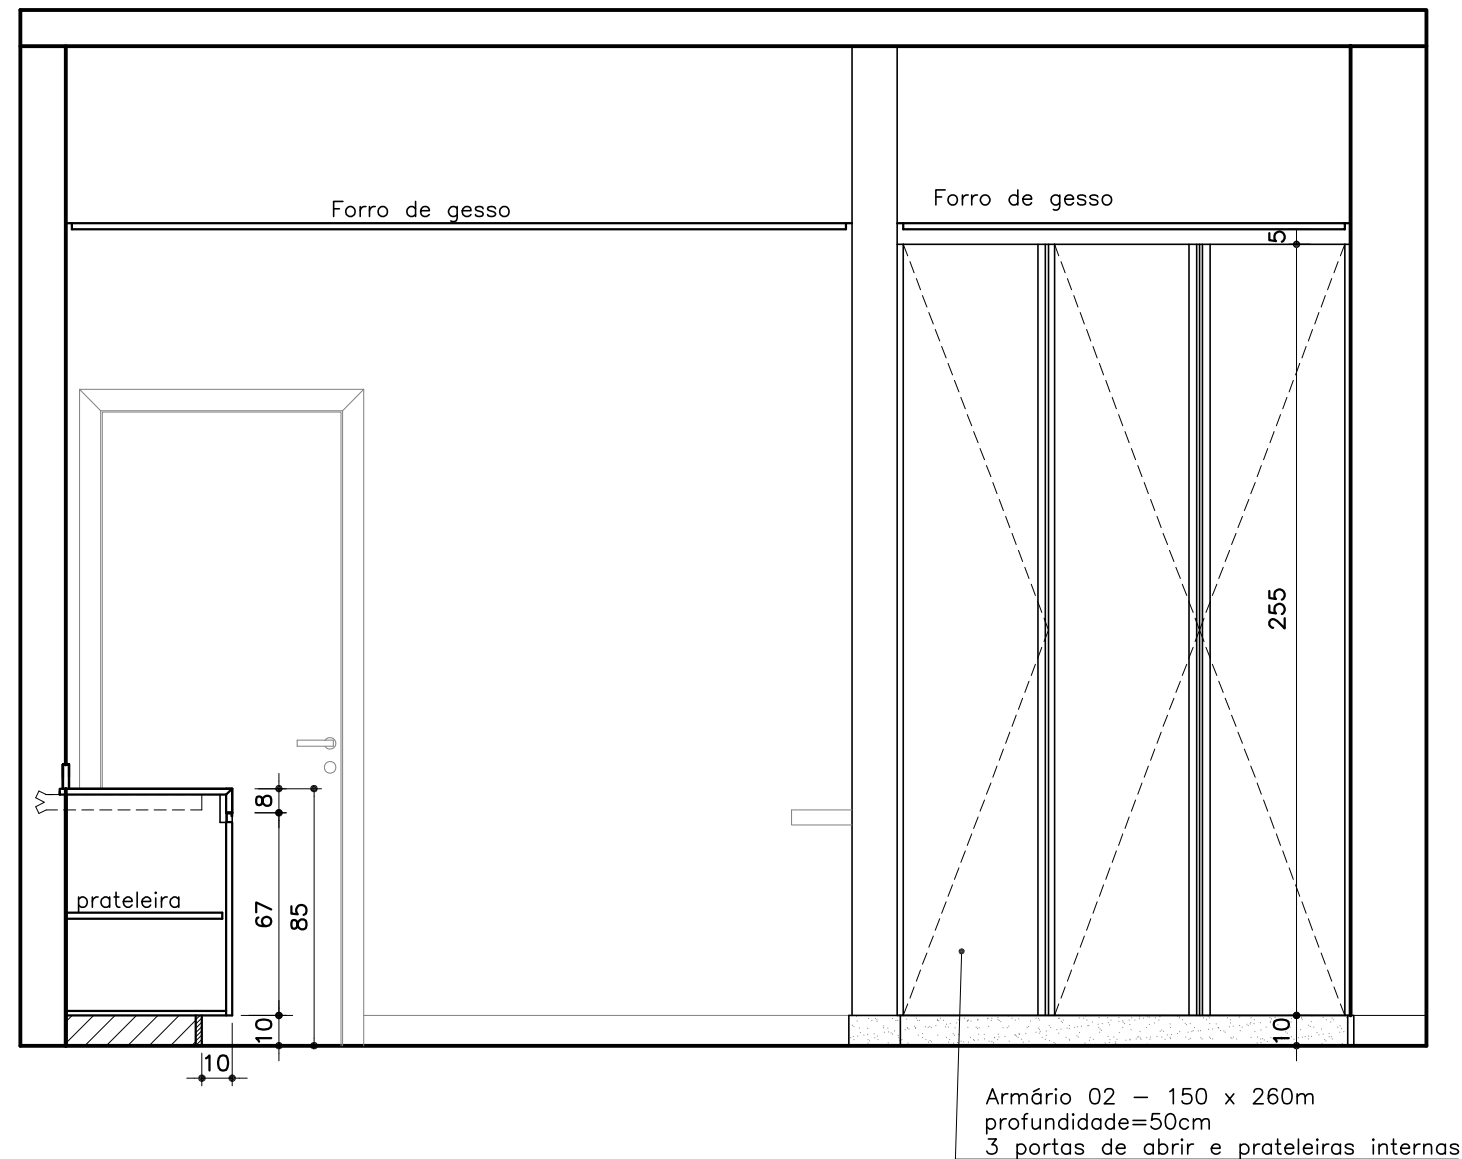 Forro de gesso
Forro de gesso
5
8
prateleira
67
85
255
10
10
10
Armário 02 – 150 x 260m
profundidade=50cm
3 portas de abrir e prateleiras internas